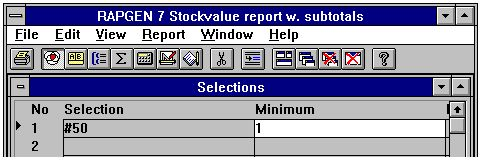 RAPGEN 7 Stockvalue report w. subtotals
File Edit View Report Window Help
Selections
No Selection Minimum
1 #50 1
2